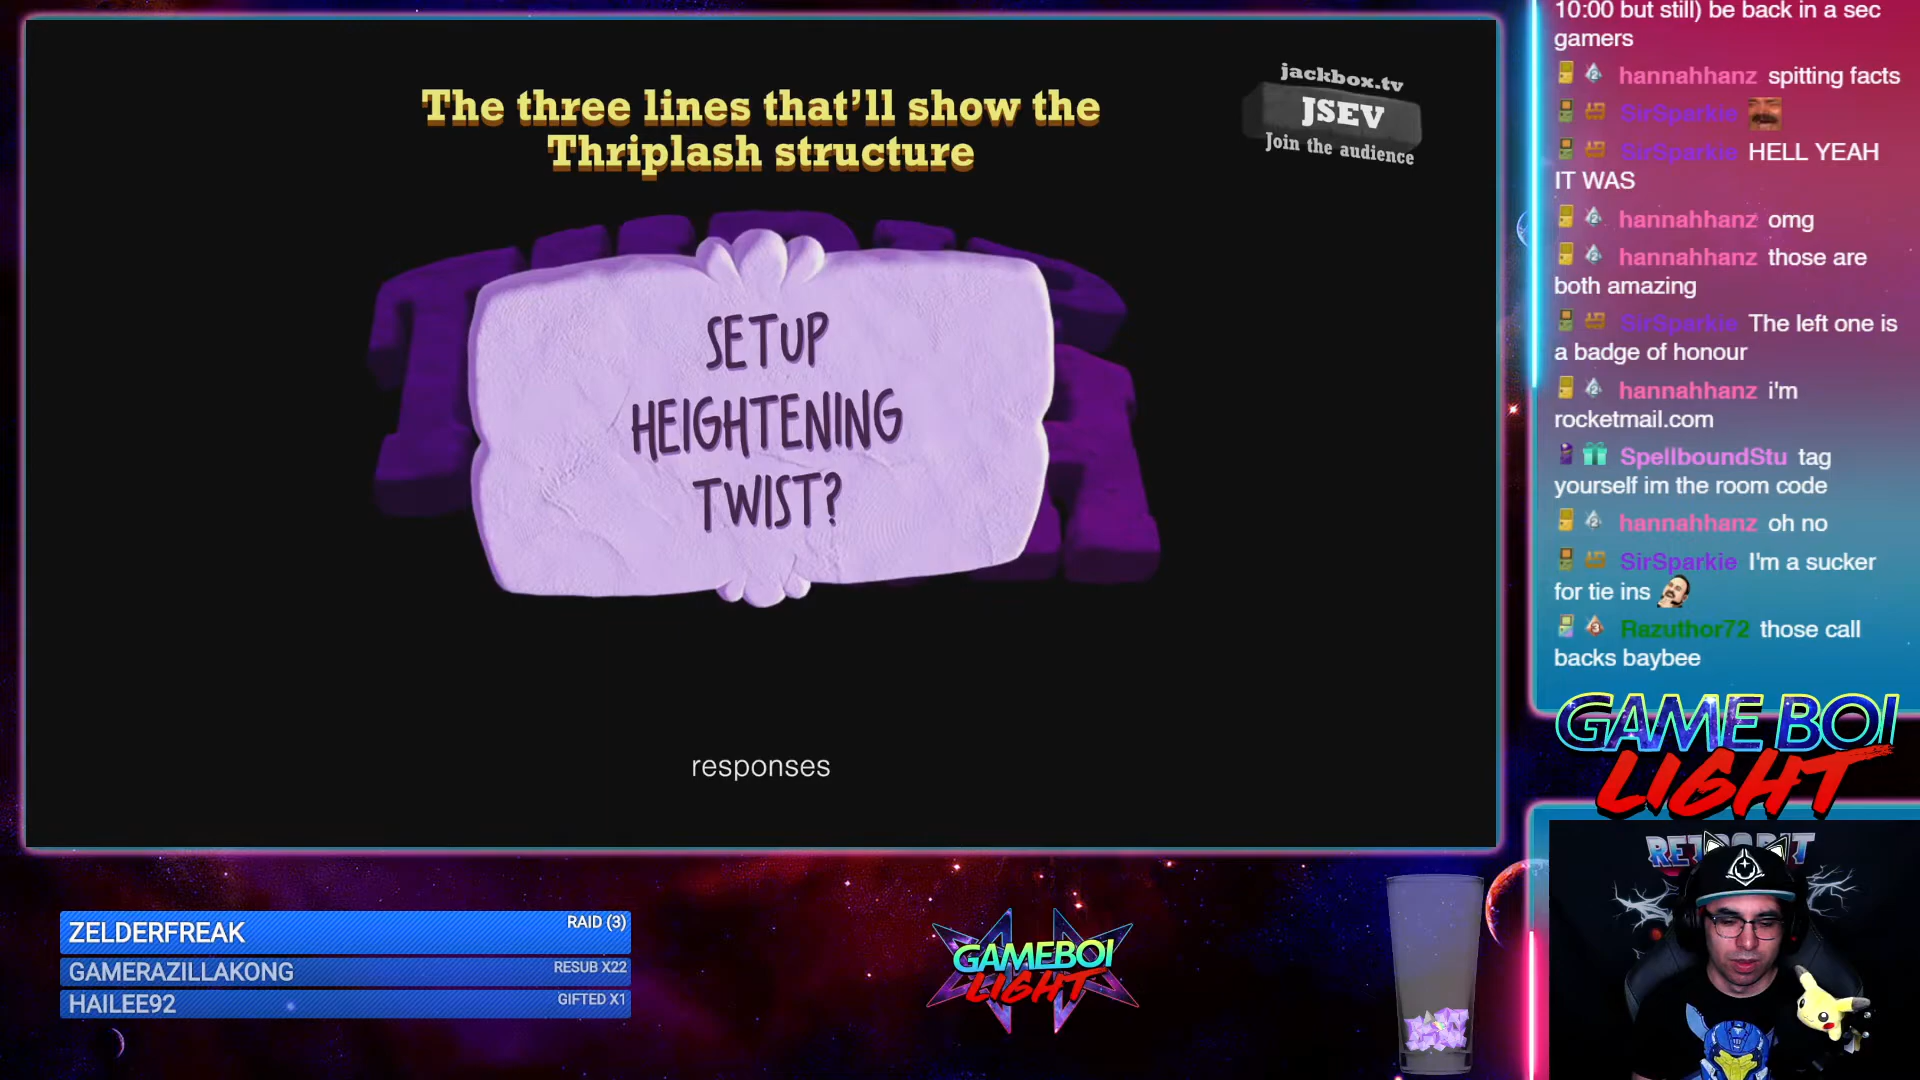 The three lines that'll show the
Thriplash structure
jackbox.tv
JSEV
Join the audience
SETUP
HEIGHTENING
TWIST?
responses
10:00 but still) be back in a sec
gamers
hannahhanz spitting facts
SirSparkie
SirSparkie HELL YEAH
IT WAS
hannahhanz omg
hannahhanz those are
both amazing
SirSparkie The left one is
a badge of honour
hannahhanz i'm
rocketmail.com
SpellboundStu tag
yourself im the room code
hannahhanz oh no
SirSparkie I'm a sucker
for tie ins
Razuthor72 those call
backs baybee
GAME BOI
LIGHT
ZELDERFREAK RAID (3)
GAMERAZILLAKONG RESUB X22
HAILEE92 GIFTED X1
GAMEBOI
LIGHT